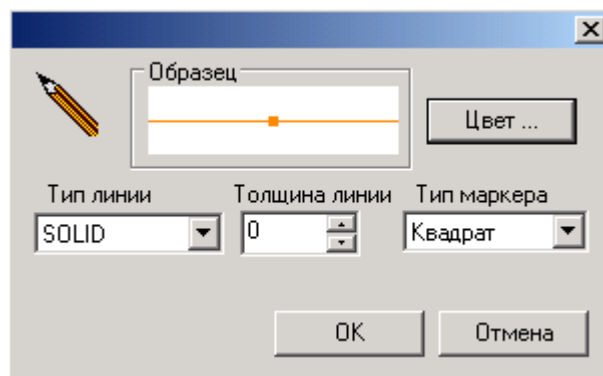 Образец
Цвет ...
Тип линии
Толщина линии
Тип маркера
SOLID
0
Квадрат
OK
Отмена